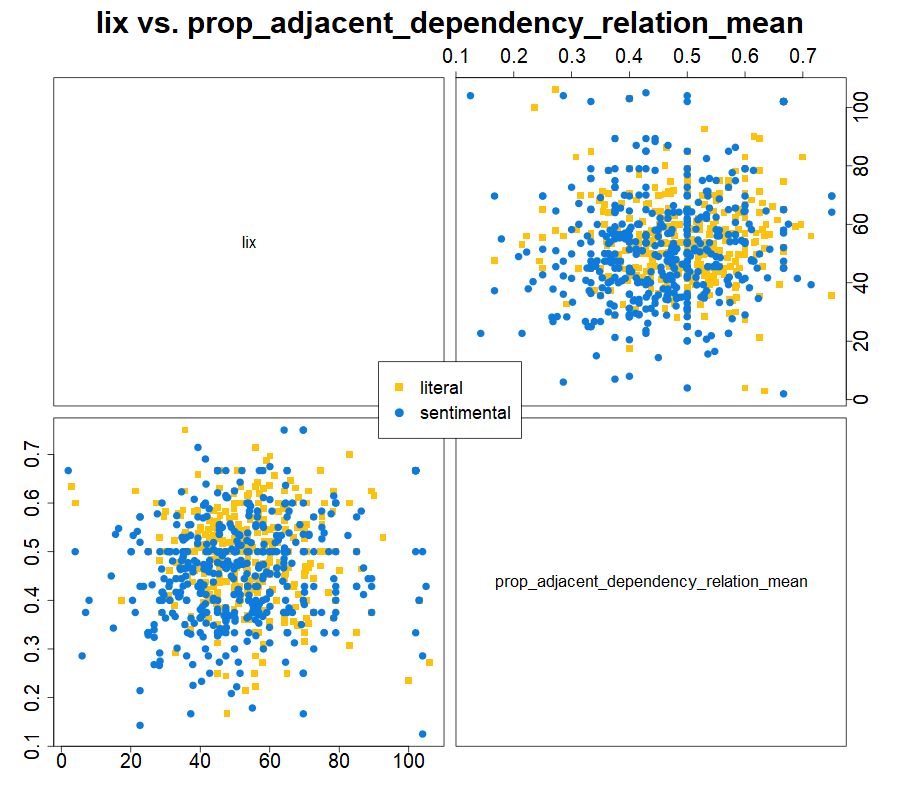 lix vs. prop_adjacent_dependency_relation_mean
0.1 0.2 0.3 0.4 0.5 0.6 0.7
lix
0 20 40 60 80 100
literal
sentimental
0.1 0.2 0.3 0.4 0.5 0.6 0.7
prop_adjacent_dependency_relation_mean
0 20 40 60 80 100